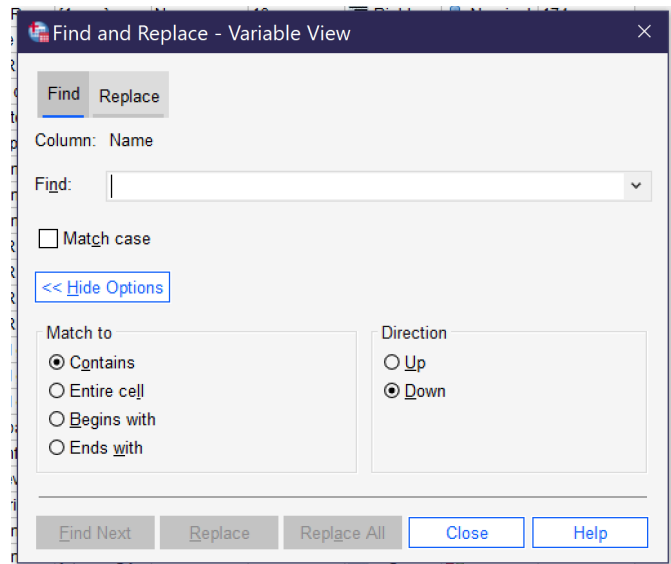 Find and Replace - Variable View
Find Replace
Column: Name
Find:
Match case
<< Hide Options
Match to
Contains
Entire cell
Begins with
Ends with
Direction
Up
Down
Find Next Replace Replace All Close Help